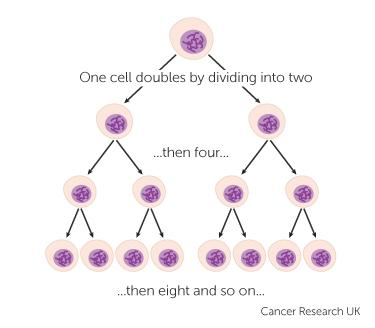 One cell doubles by dividing into two
...then four...
...then eight and so on...
Cancer Research UK